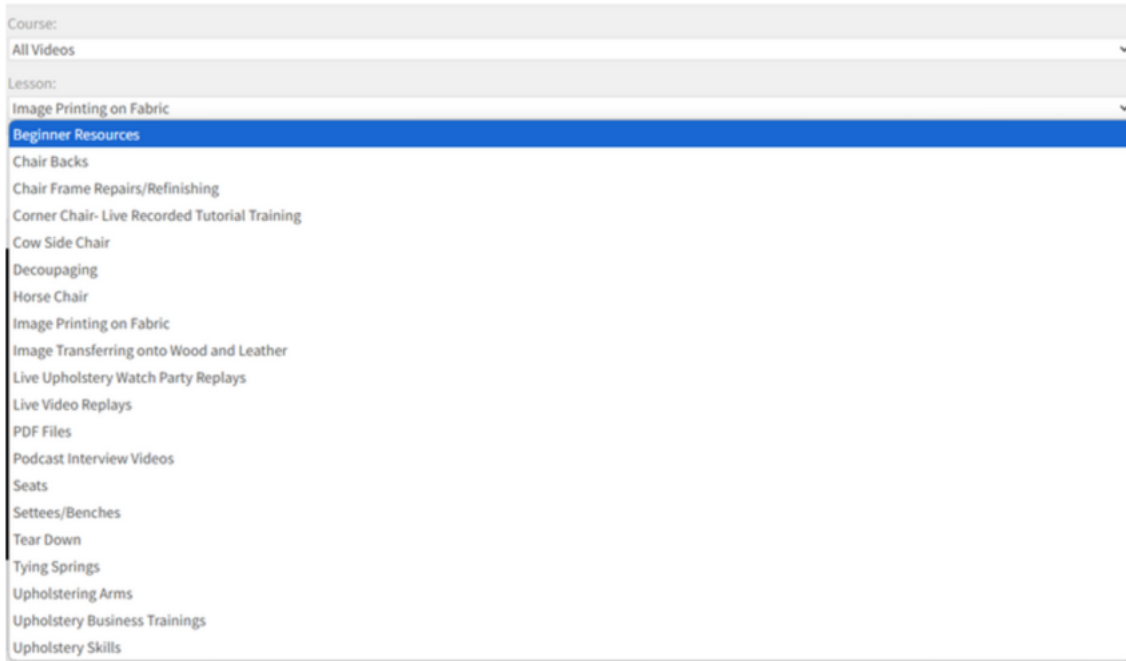 Course:
All Videos
Lesson:
Image Printing on Fabric
Beginner Resources
Chair Backs
Chair Frame Repairs/Refinishing
Corner Chair- Live Recorded Tutorial Training
Cow Side Chair
Decoupaging
Horse Chair
Image Printing on Fabric
Image Transferring onto Wood and Leather
Live Upholstery Watch Party Replays
Live Video Replays
PDF Files
Podcast Interview Videos
Seats
Settees/Benches
Tear Down
Tying Springs
Upholstering Arms
Upholstery Business Trainings
Upholstery Skills